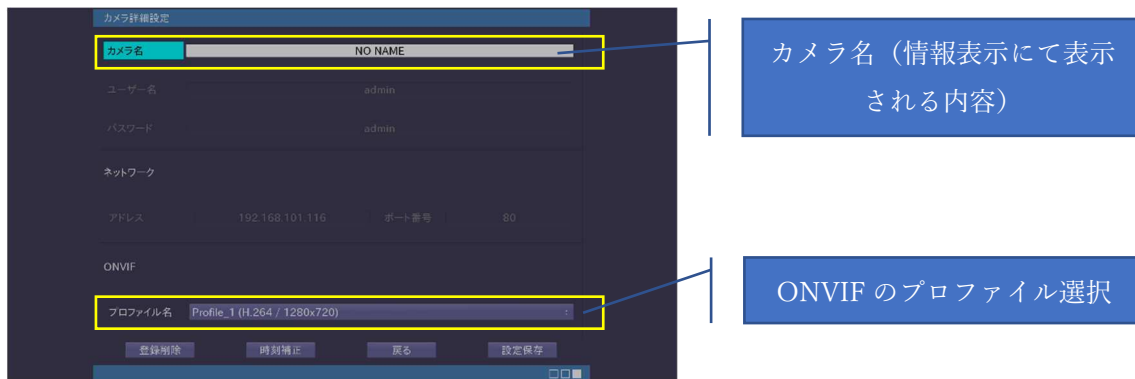 カメラ詳細設定
カメラ名 NO NAME
ユーザー名 admin
パスワード admin
ネットワーク
アドレス 192.168.101.116 ポート番号 80
ONVIF
プロファイル名 Profile_1 (H.264 / 1280x720)
登録削除 時刻補正 戻る 設定保存
カメラ名（情報表示にて表示
される内容）
ONVIF のプロファイル選択